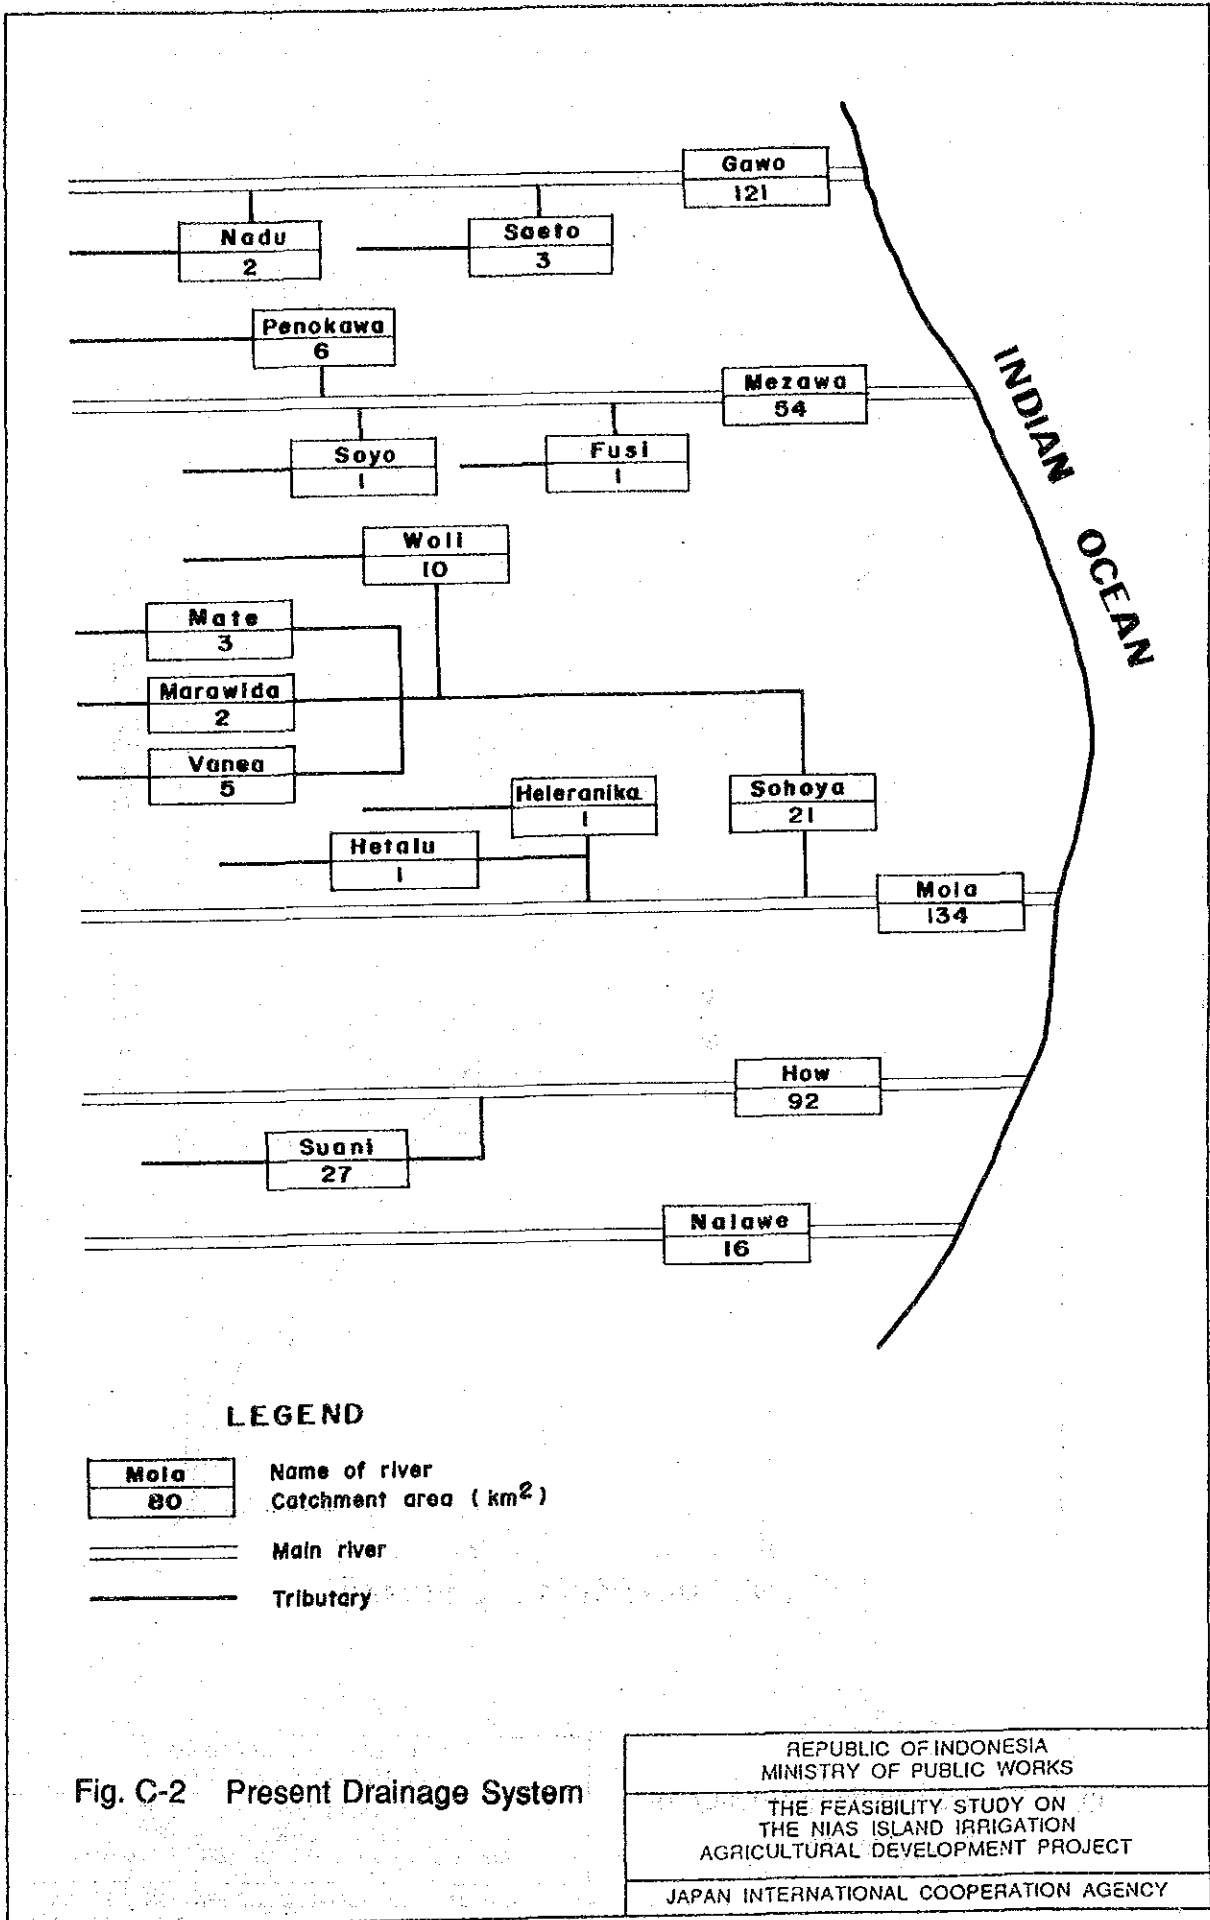 Gawo
121
Nadu
2
Saeto
3
Penokawa
6
Mezawa
54
Soyo
1
Fusi
1
INDIAN OCEAN
Woli
10
Mate
3
Marawida
2
Vanea
5
Heleranika
1
Sohoya
21
Hetalu
1
Mola
134
How
92
Suani
27
Nalawe
16
LEGEND
Mola
80
Name of river
Catchment area (km²)
Main river
Tributary
Fig. C-2 Present Drainage System
REPUBLIC OF INDONESIA
MINISTRY OF PUBLIC WORKS
THE FEASIBILITY STUDY ON
THE NIAS ISLAND IRRIGATION
AGRICULTURAL DEVELOPMENT PROJECT
JAPAN INTERNATIONAL COOPERATION AGENCY